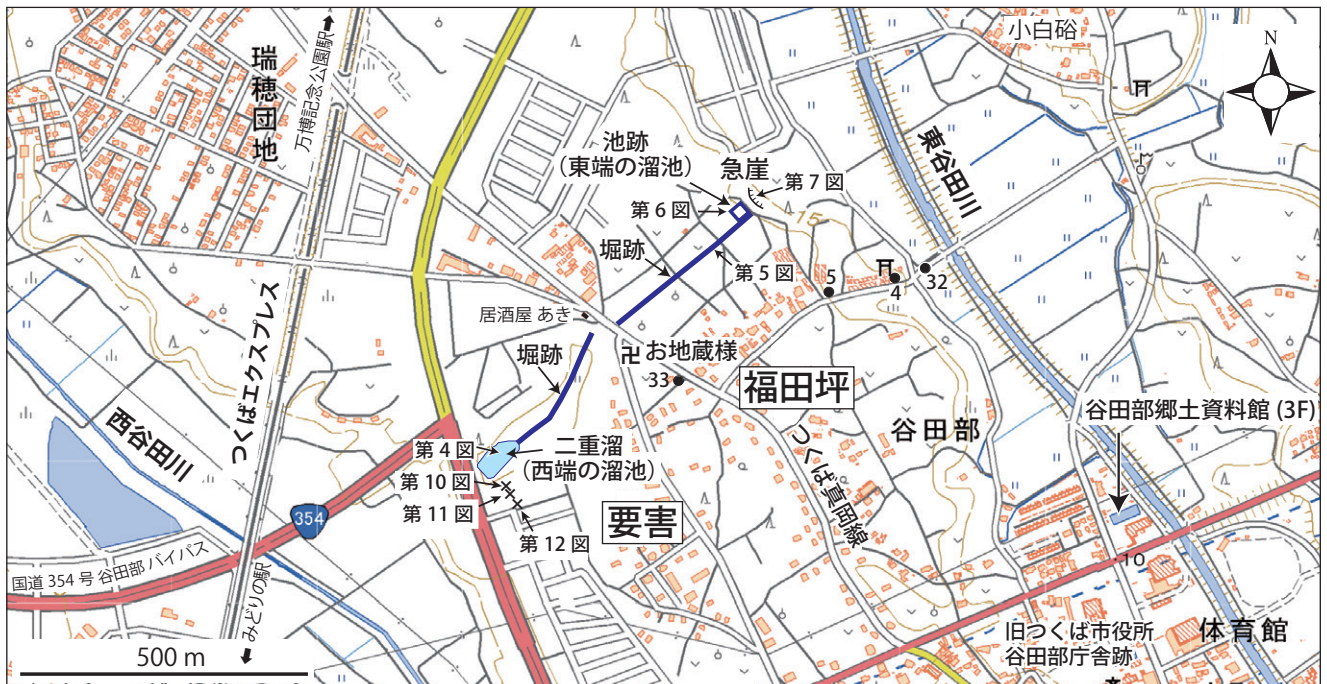 小白硲
N
瑞穂団地
万博記念公園駅
東谷田川
池跡
(東端の溜池)
急崖
第 7 図
第 6 図
15
堀跡
第 5 図
5
4
32
居酒屋 あき
つくばエクスプレス
堀跡
卍 お地蔵様
33
福田坪
谷田部郷土資料館 (3F)
谷田部
西谷田川
第 4 図
二重溜
(西端の溜池)
第 10 図
第 11 図
つくば真岡線
354
要害
第 12 図
国道 354 号 谷田部 バイパス
みどりの駅
10
旧つくば市役所
谷田部庁舎跡
体育館
500 m